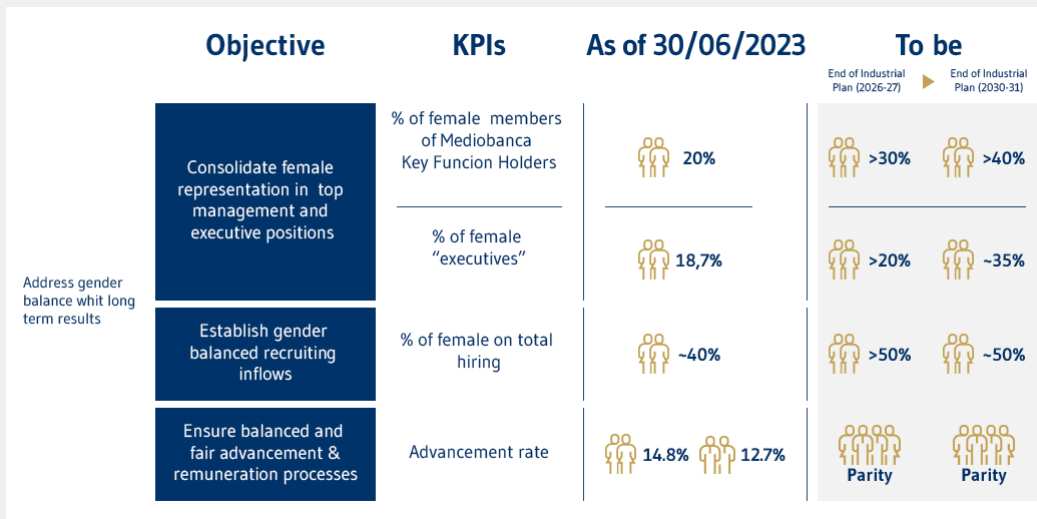 Objective
KPIs
As of 30/06/2023
To be
End of Industrial
Plan (2026-27)
End of Industrial
Plan (2030-31)
Address gender
balance whit long
term results
Consolidate female
representation in top
management and
executive positions
% of female members
of Mediobanca
Key Funcion Holders
20%
>30%
>40%
% of female
“executives”
18,7%
>20%
~35%
Establish gender
balanced recruiting
inflows
% of female on total
hiring
~40%
>50%
~50%
Ensure balanced and
fair advancement &
remuneration processes
Advancement rate
14.8%
12.7%
Parity
Parity